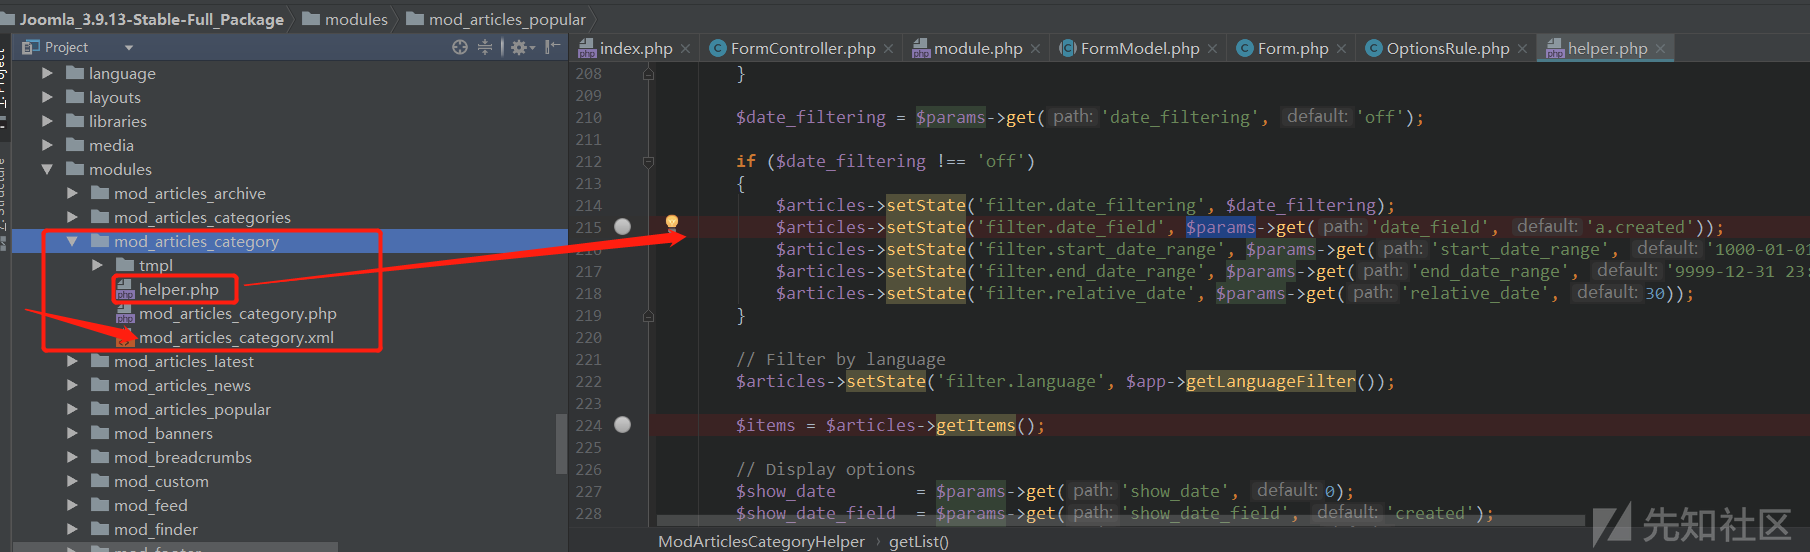 Joomla_3.9.13-Stable-Full_Package modules mod_articles_popular
Project
index.php FormController.php module.php FormModel.php Form.php OptionsRule.php helper.php
language
layouts
libraries
media
modules
mod_articles_archive
mod_articles_categories
mod_articles_category
tmpl
helper.php
mod_articles_category.php
mod_articles_category.xml
mod_articles_latest
mod_articles_news
mod_articles_popular
mod_banners
mod_breadcrumbs
mod_custom
mod_feed
mod_finder
208 }
209
210 $date_filtering = $params->get( path: 'date_filtering', default: 'off');
211
212 if ($date_filtering !== 'off')
213 {
214 $articles->setState('filter.date_filtering', $date_filtering);
215 $articles->setState('filter.date_field', $params->get( path: 'date_field', default: 'a.created'));
216 $articles->setState('filter.start_date_range', $params->get( path: 'start_date_range', default: '1000-01-01
217 $articles->setState('filter.end_date_range', $params->get( path: 'end_date_range', default: '9999-12-31 23:
218 $articles->setState('filter.relative_date', $params->get( path: 'relative_date', default: 30));
219 }
220
221 // Filter by language
222 $articles->setState('filter.language', $app->getLanguageFilter());
223
224 $items = $articles->getItems();
225
226 // Display options
227 $show_date = $params->get( path: 'show_date', default: 0);
228 $show_date_field = $params->get( path: 'show_date_field', default: 'created');
ModArticlesCategoryHelper › getList()
先知社区